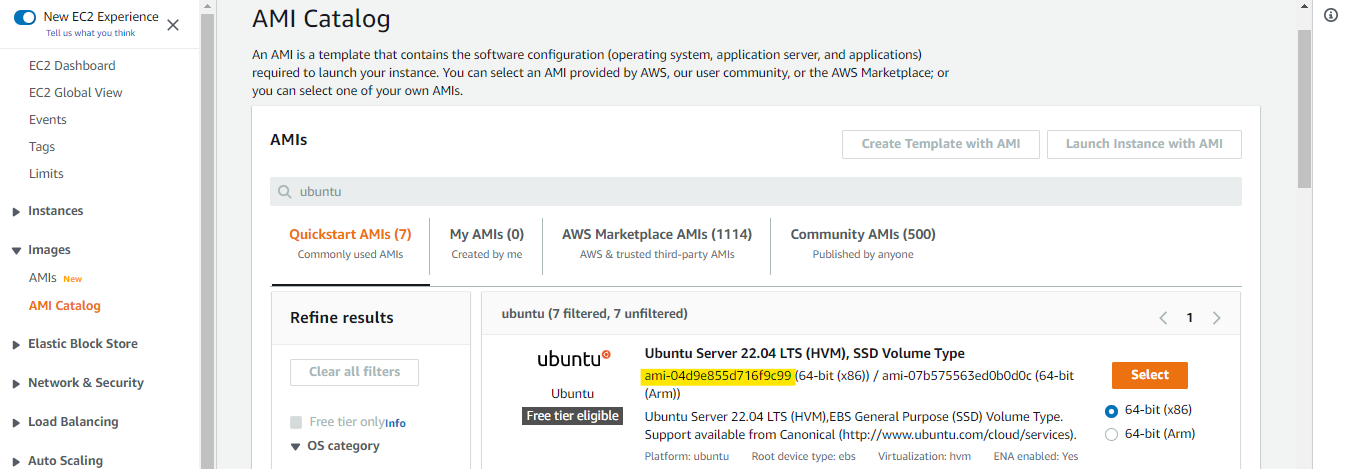 New EC2 Experience
Tell us what you think
EC2 Dashboard
EC2 Global View
Events
Tags
Limits
Instances
Images
AMIs New
AMI Catalog
Elastic Block Store
Network & Security
Load Balancing
Auto Scaling
AMI Catalog
An AMI is a template that contains the software configuration (operating system, application server, and applications)
required to launch your instance. You can select an AMI provided by AWS, our user community, or the AWS Marketplace; or
you can select one of your own AMIs.
AMIs
Create Template with AMI
Launch Instance with AMI
ubuntu
Quickstart AMIs (7)
Commonly used AMIs
My AMIs (0)
Created by me
AWS Marketplace AMIs (1114)
AWS & trusted third-party AMIs
Community AMIs (500)
Published by anyone
Refine results
Clear all filters
Free tier only Info
OS category
ubuntu (7 filtered, 7 unfiltered)
1
ubuntu
Ubuntu
Free tier eligible
Ubuntu Server 22.04 LTS (HVM), SSD Volume Type
ami-04d9e855d716f9c99 (64-bit (x86)) / ami-07b575563ed0b0d0c (64-bit
(Arm))
Ubuntu Server 22.04 LTS (HVM),EBS General Purpose (SSD) Volume Type.
Support available from Canonical (http://www.ubuntu.com/cloud/services).
Platform: ubuntu Root device type: ebs Virtualization: hvm ENA enabled: Yes
Select
64-bit (x86)
64-bit (Arm)